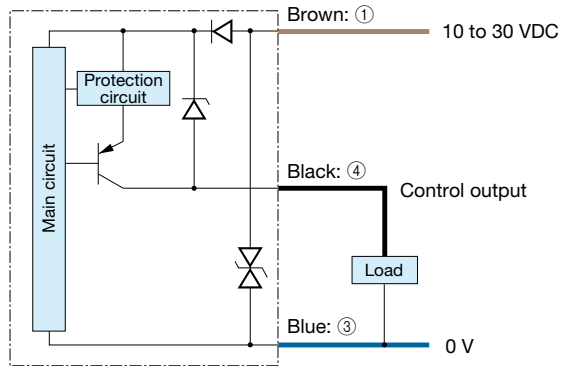 Brown: ①
10 to 30 VDC
Protection
circuit
Main circuit
Black: ④
Control output
Load
Blue: ③
0 V